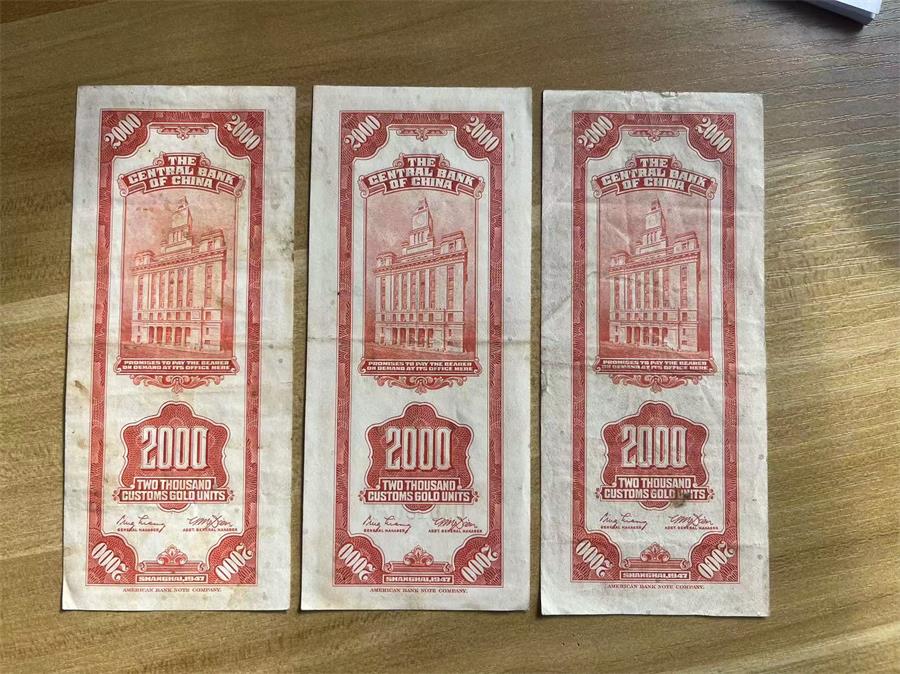 2000 2000
THE
CENTRAL BANK
OF CHINA
PROMISES TO PAY THE BEARER
ON DEMAND AT ITS OFFICE HERE
2000
TWO THOUSAND
CUSTOMS GOLD UNITS
GENERAL MANAGER ASST. GENERAL MANAGER
2000 2000
SHANGHAI, 1947
AMERICAN BANK NOTE COMPANY.
2000 2000
THE
CENTRAL BANK
OF CHINA
PROMISES TO PAY THE BEARER
ON DEMAND AT ITS OFFICE HERE
2000
TWO THOUSAND
CUSTOMS GOLD UNITS
GENERAL MANAGER ASST. GENERAL MANAGER
2000 2000
SHANGHAI, 1947
AMERICAN BANK NOTE COMPANY.
2000 2000
THE
CENTRAL BANK
OF CHINA
PROMISES TO PAY THE BEARER
ON DEMAND AT ITS OFFICE HERE
2000
TWO THOUSAND
CUSTOMS GOLD UNITS
GENERAL MANAGER ASST. GENERAL MANAGER
2000 2000
SHANGHAI, 1947
AMERICAN BANK NOTE COMPANY.